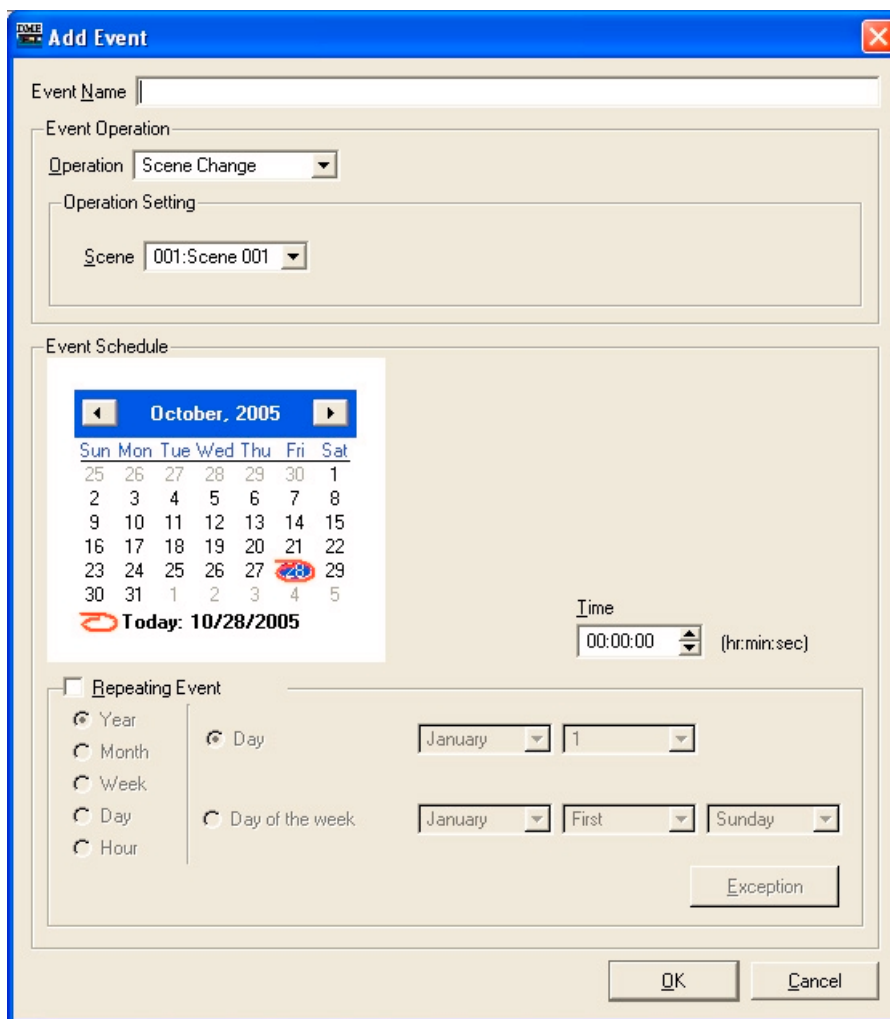 DME
Add Event
Event Name
Event Operation
Operation Scene Change
Operation Setting
Scene 001:Scene 001
Event Schedule
October, 2005
Sun Mon Tue Wed Thu Fri Sat
25 26 27 28 29 30 1
2 3 4 5 6 7 8
9 10 11 12 13 14 15
16 17 18 19 20 21 22
23 24 25 26 27 28 29
30 31 1 2 3 4 5
Today: 10/28/2005
Time
00:00:00 (hr:min:sec)
Repeating Event
Year
Month
Week
Day
Hour
Day January 1
Day of the week January First Sunday
Exception
OK Cancel